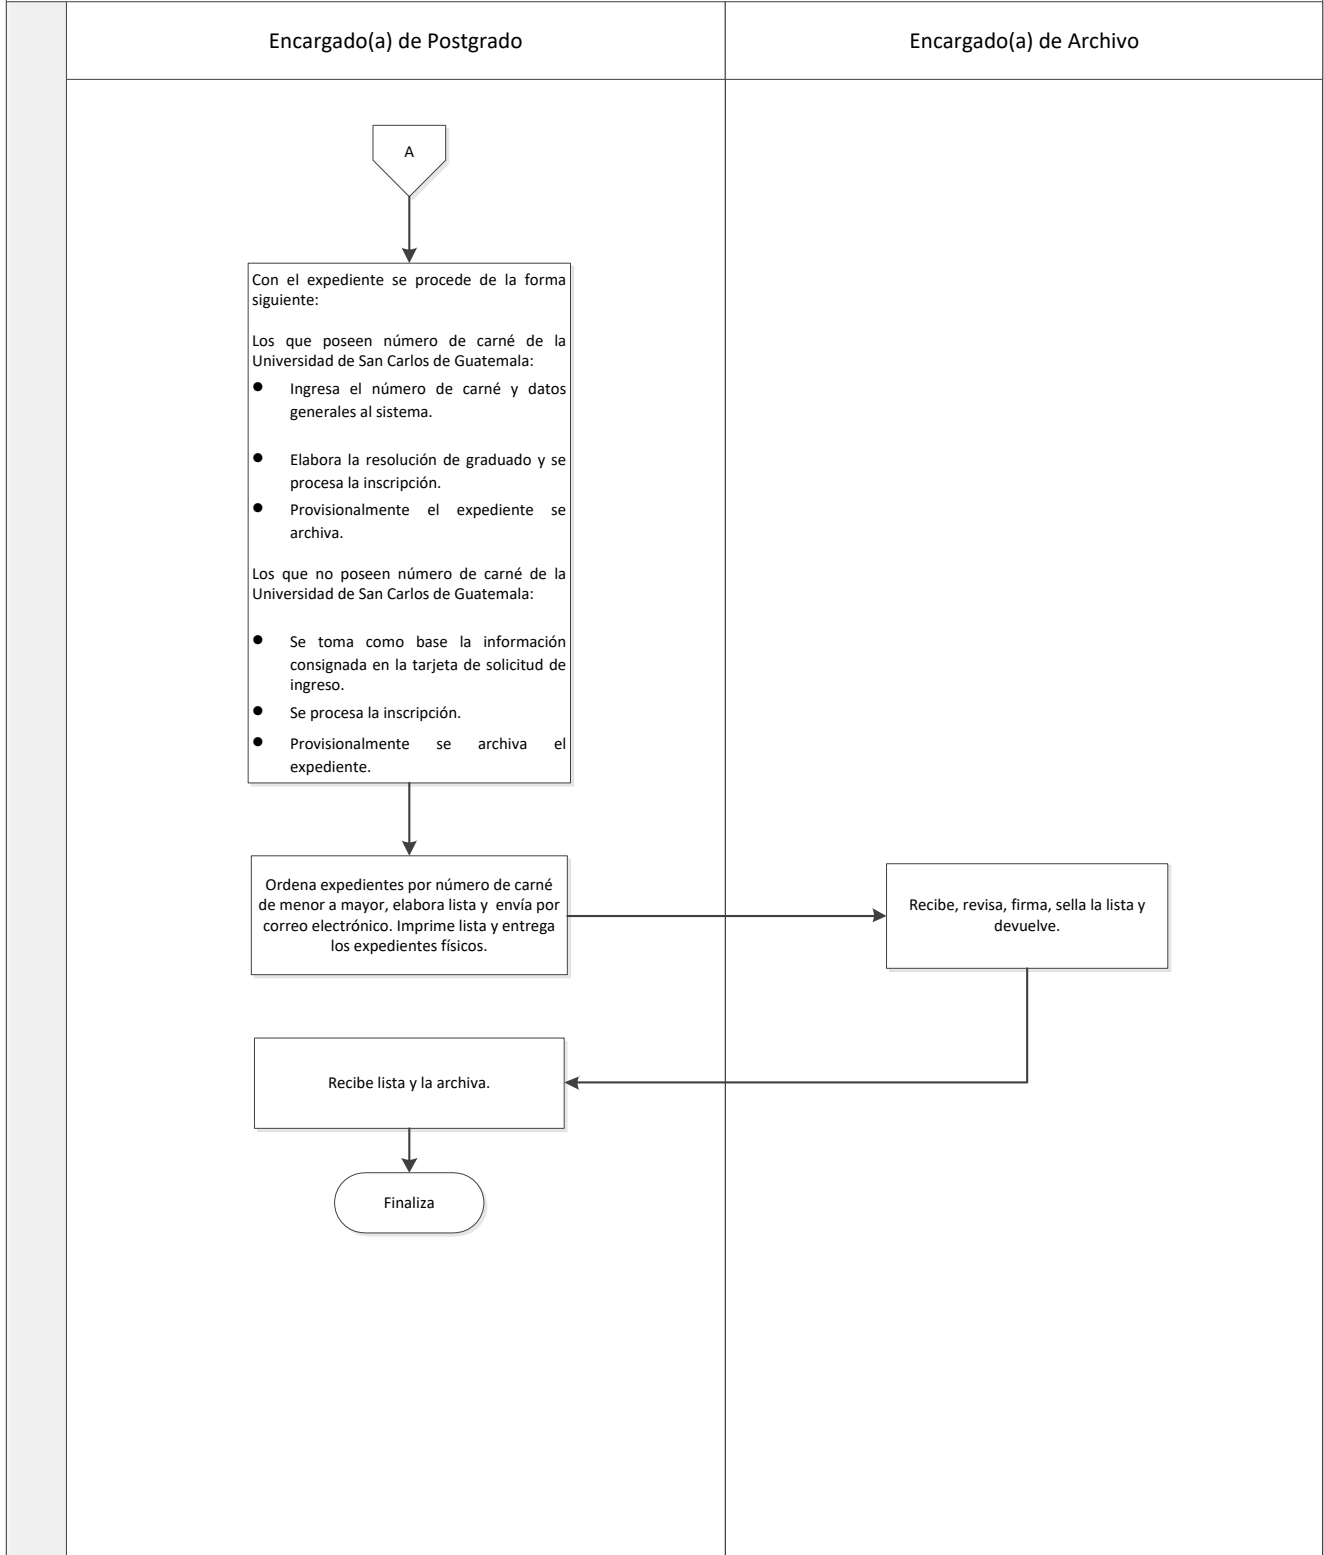 Encargado(a) de Postgrado
Encargado(a) de Archivo
A
Con el expediente se procede de la forma
siguiente:
Los que poseen número de carné de la
Universidad de San Carlos de Guatemala:
● Ingresa el número de carné y datos
generales al sistema.
● Elabora la resolución de graduado y se
procesa la inscripción.
● Provisionalmente el expediente se
archiva.
Los que no poseen número de carné de la
Universidad de San Carlos de Guatemala:
● Se toma como base la información
consignada en la tarjeta de solicitud de
ingreso.
● Se procesa la inscripción.
● Provisionalmente se archiva el
expediente.
Ordena expedientes por número de carné
de menor a mayor, elabora lista y envía por
correo electrónico. Imprime lista y entrega
los expedientes físicos.
Recibe, revisa, firma, sella la lista y
devuelve.
Recibe lista y la archiva.
Finaliza